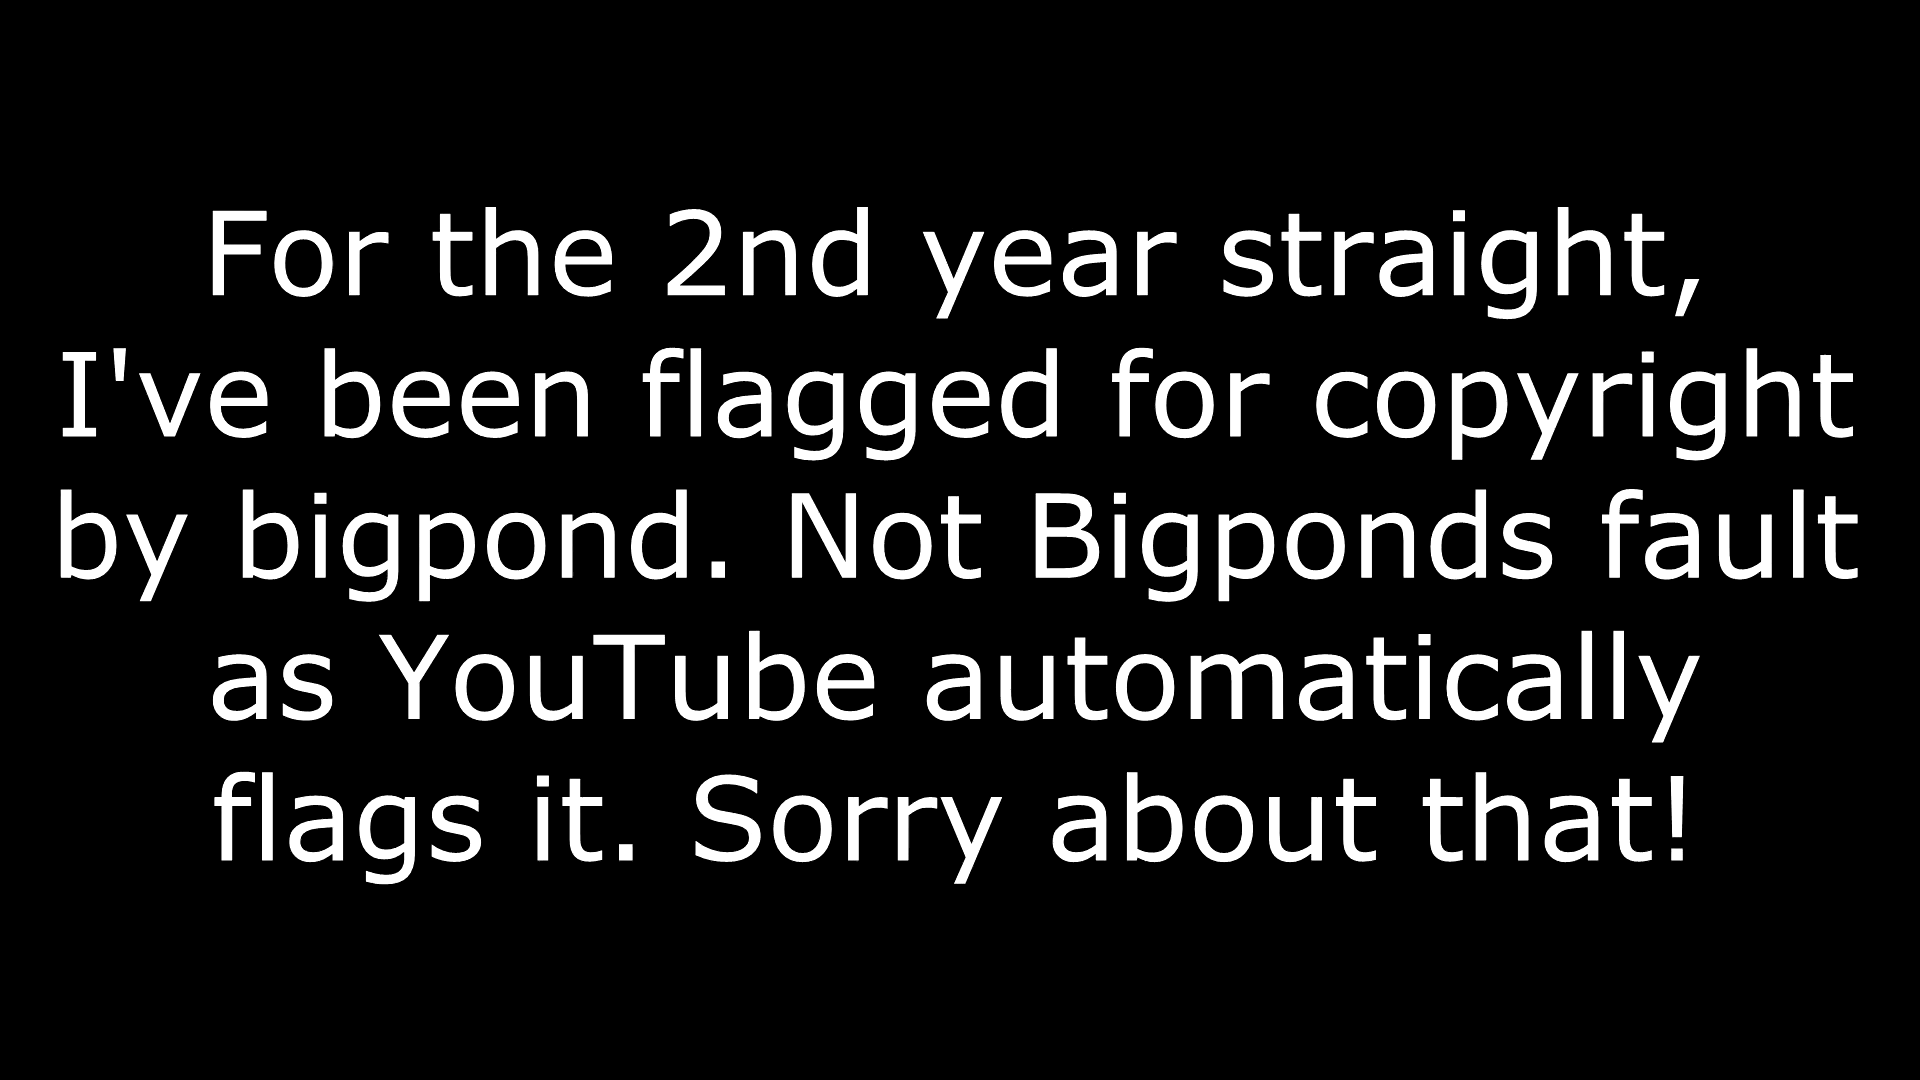 For the 2nd year straight,
I've been flagged for copyright
by bigpond. Not Bigponds fault
as YouTube automatically
flags it. Sorry about that!